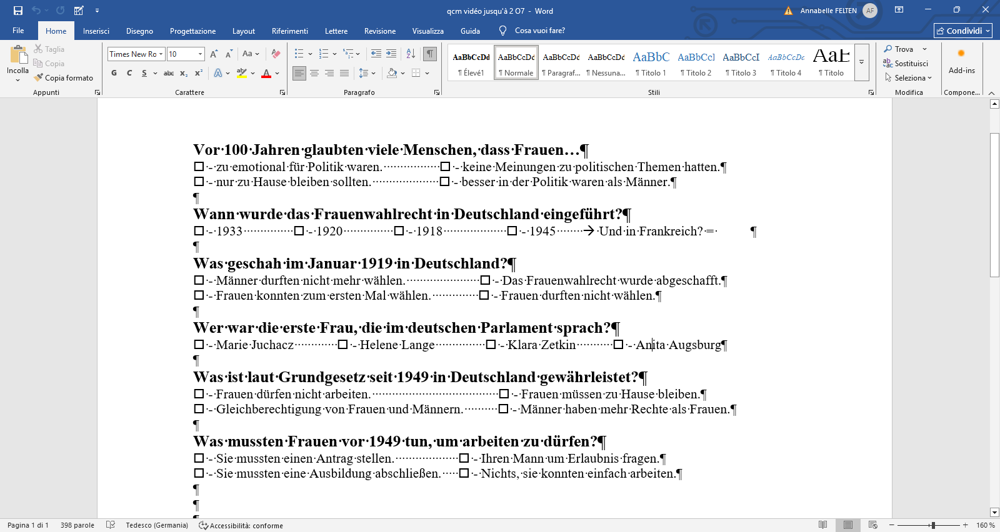 qcm vidéo jusqu'à 2 O7 - Word
Annabelle FELTEN
AF
File Home Inserisci Disegno Progettazione Layout Riferimenti Lettere Revisione Visualizza Guida Cosa vuoi fare?
Condividi
Incolla
Taglia
Copia
Copia formato
Appunti
Times New Ro 10
G C S abc x₂ x²
Carattere
Paragrafo
AaBbCcDd AaBbCcDd AaBbCcDd AaBbCcDd AaBbC AaBbCcI AaBbCcI AaBbCcDc AaB
¶ Élevé1 ¶ Normale ¶ Paragraf... ¶ Nessuna... ¶ Titolo 1 ¶ Titolo 2 ¶ Titolo 3 ¶ Titolo 4 ¶ Titolo
Stili
Trova
Sostituisci
Seleziona
Modifica
Add-ins
Compone...
Vor·100·Jahren·glaubten·viele·Menschen,·dass·Frauen…¶
☐·-·zu·emotional·für·Politik·waren.·················☐·-·keine·Meinungen·zu·politischen·Themen·hatten.¶
☐·-·nur·zu·Hause·bleiben·sollten.····················☐·-·besser·in·der·Politik·waren·als·Männer.¶
¶
Wann·wurde·das·Frauenwahlrecht·in·Deutschland·eingeführt?¶
☐·-·1933···············☐·-·1920···············☐·-·1918···················☐·-·1945········→·Und·in·Frankreich?·=· ¶
¶
Was·geschah·im·Januar·1919·in·Deutschland?¶
☐·-·Männer·durften·nicht·mehr·wählen.······················☐·-·Das·Frauenwahlrecht·wurde·abgeschafft.¶
☐·-·Frauen·konnten·zum·ersten·Mal·wählen.··············☐·-·Frauen·durften·nicht·wählen.¶
¶
Wer·war·die·erste·Frau,·die·im·deutschen·Parlament·sprach?¶
☐·-·Marie·Juchacz·············☐·-·Helene·Lange···············☐·-·Klara·Zetkin···········☐·-·Anita·Augsburg¶
¶
Was·ist·laut·Grundgesetz·seit·1949·in·Deutschland·gewährleistet?¶
☐·-·Frauen·dürfen·nicht·arbeiten.······································☐·-·Frauen·müssen·zu·Hause·bleiben.¶
☐·-·Gleichberechtigung·von·Frauen·und·Männern.··········☐·-·Männer·haben·mehr·Rechte·als·Frauen.¶
¶
Was·mussten·Frauen·vor·1949·tun,·um·arbeiten·zu·dürfen?¶
☐·-·Sie·mussten·einen·Antrag·stellen.···················☐·-·Ihren·Mann·um·Erlaubnis·fragen.¶
☐·-·Sie·mussten·eine·Ausbildung·abschließen.·····☐·-·Nichts,·sie·konnten·einfach·arbeiten.¶
¶
¶
¶
Pagina 1 di 1 398 parole Tedesco (Germania) Accessibilità: conforme 160 %